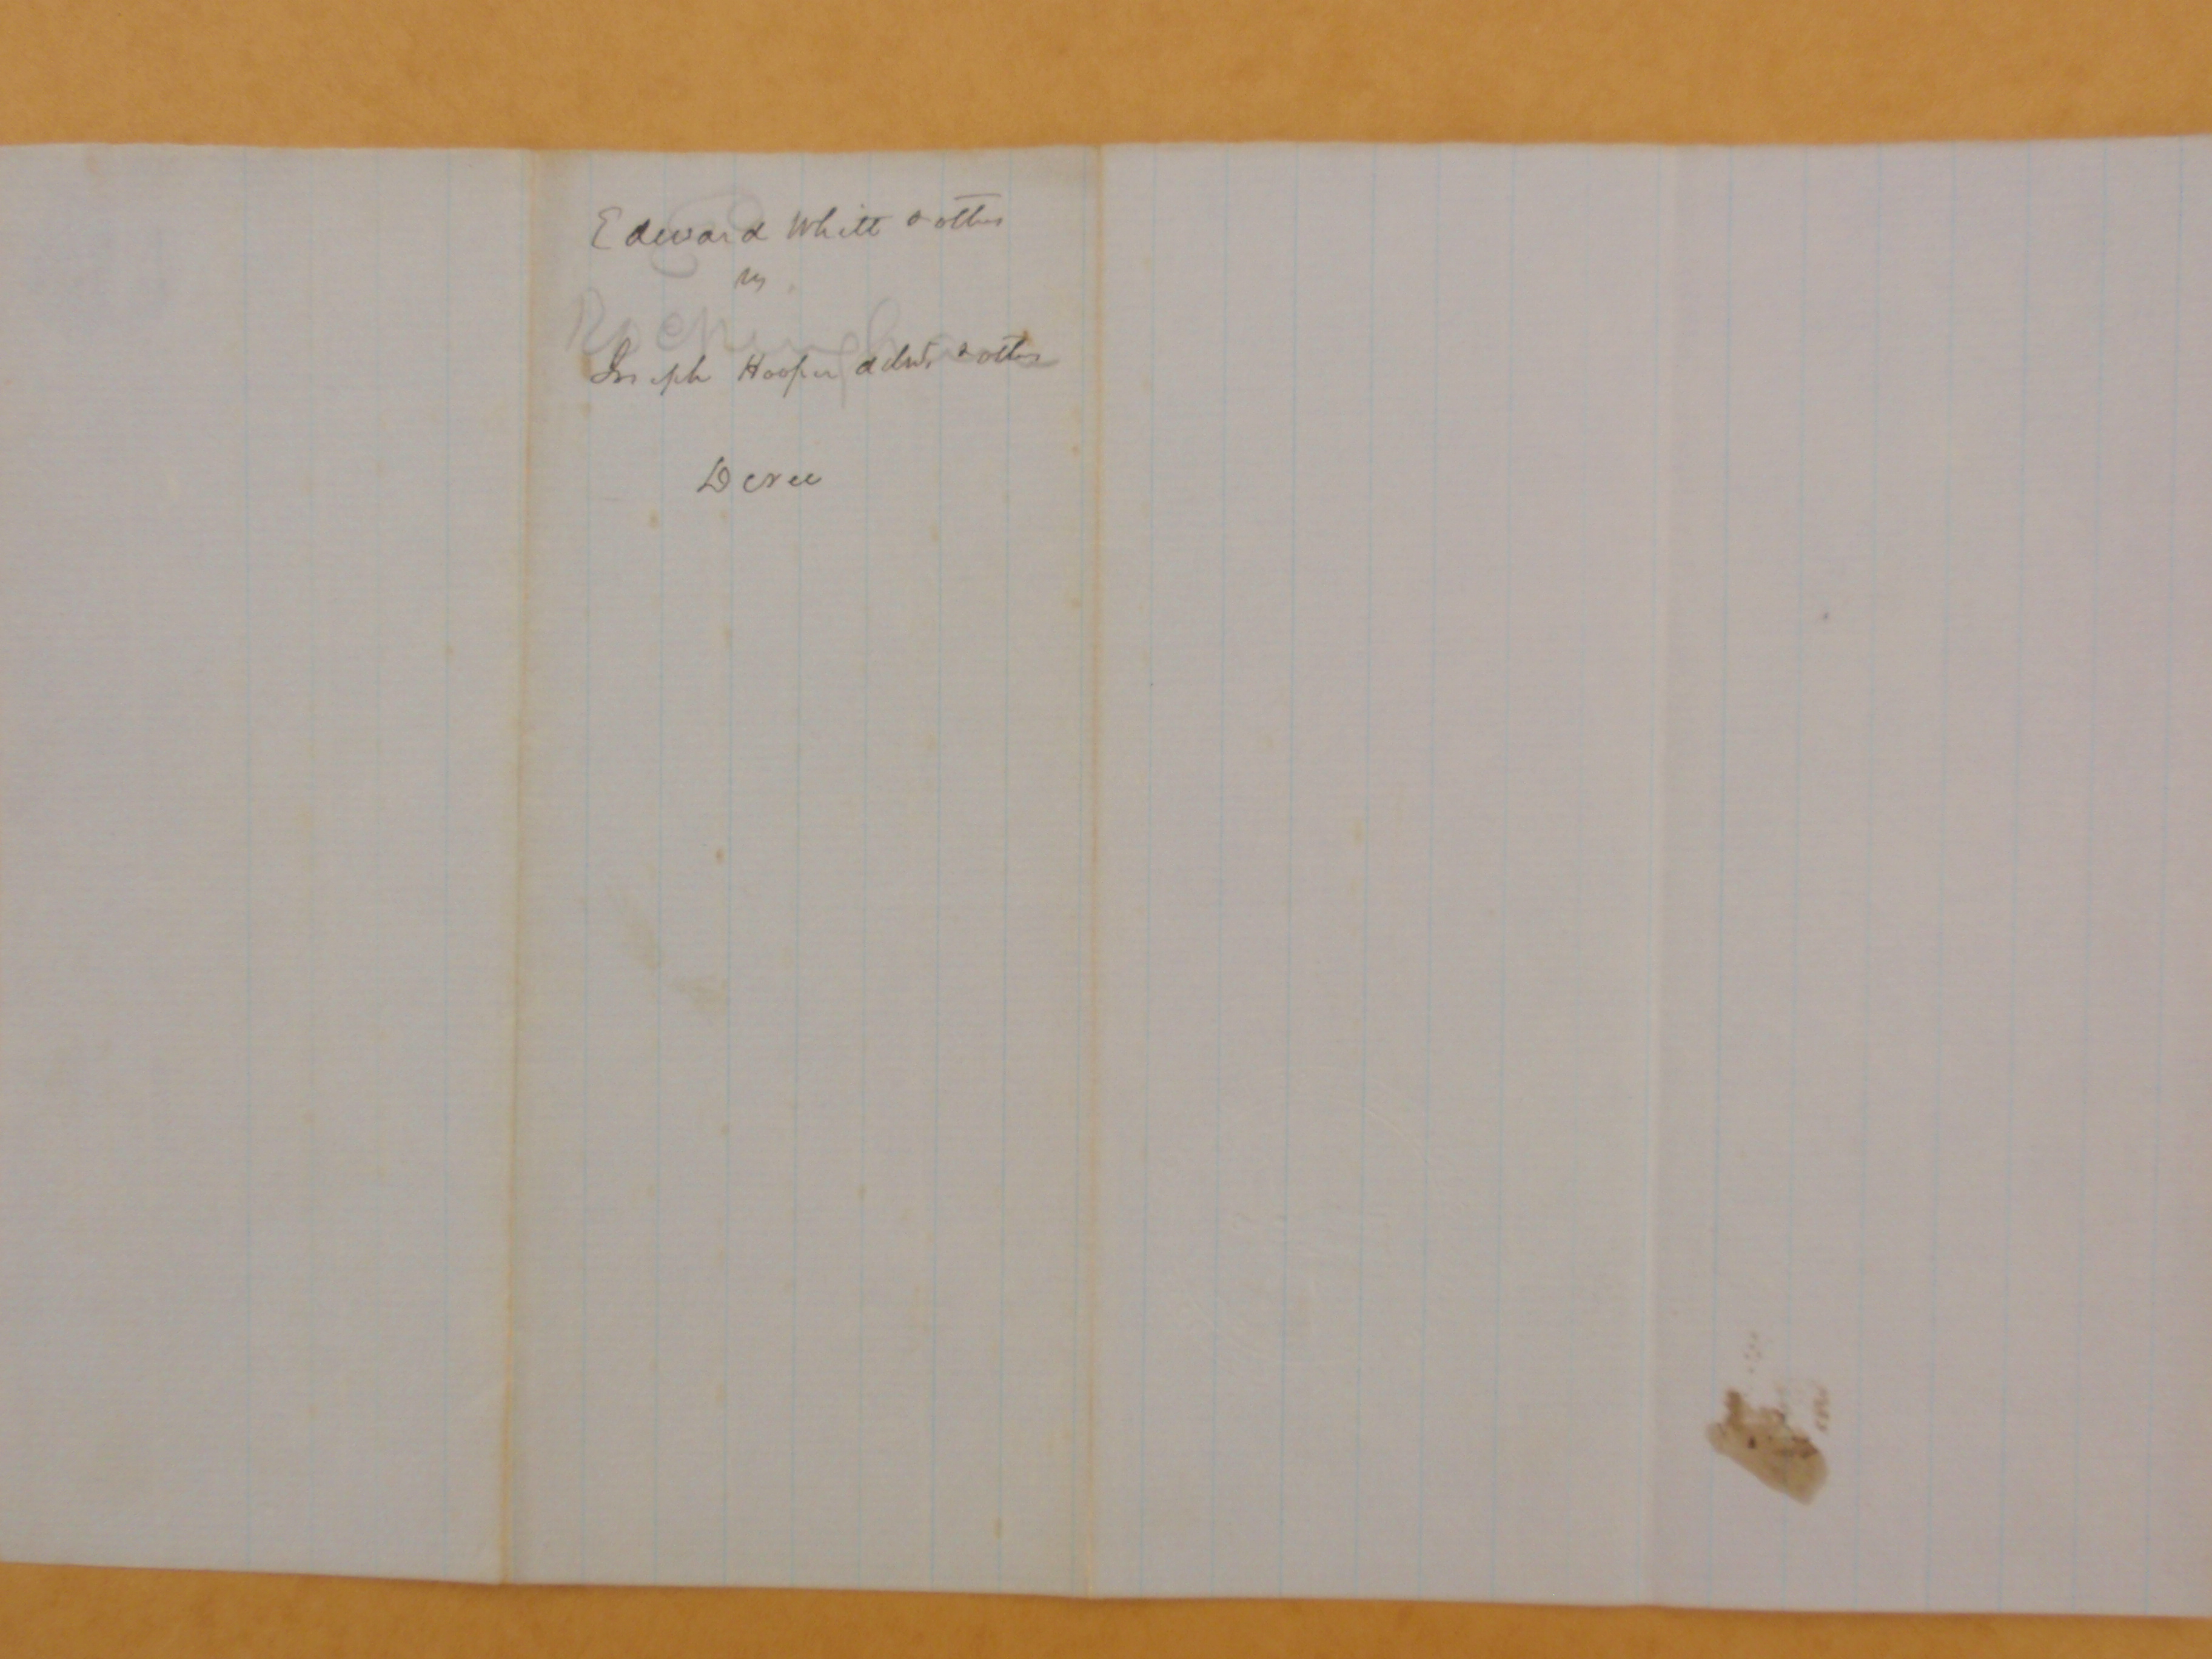 Edward White & others
vs
Rockingham
Joseph Hooper admr & others
Decree